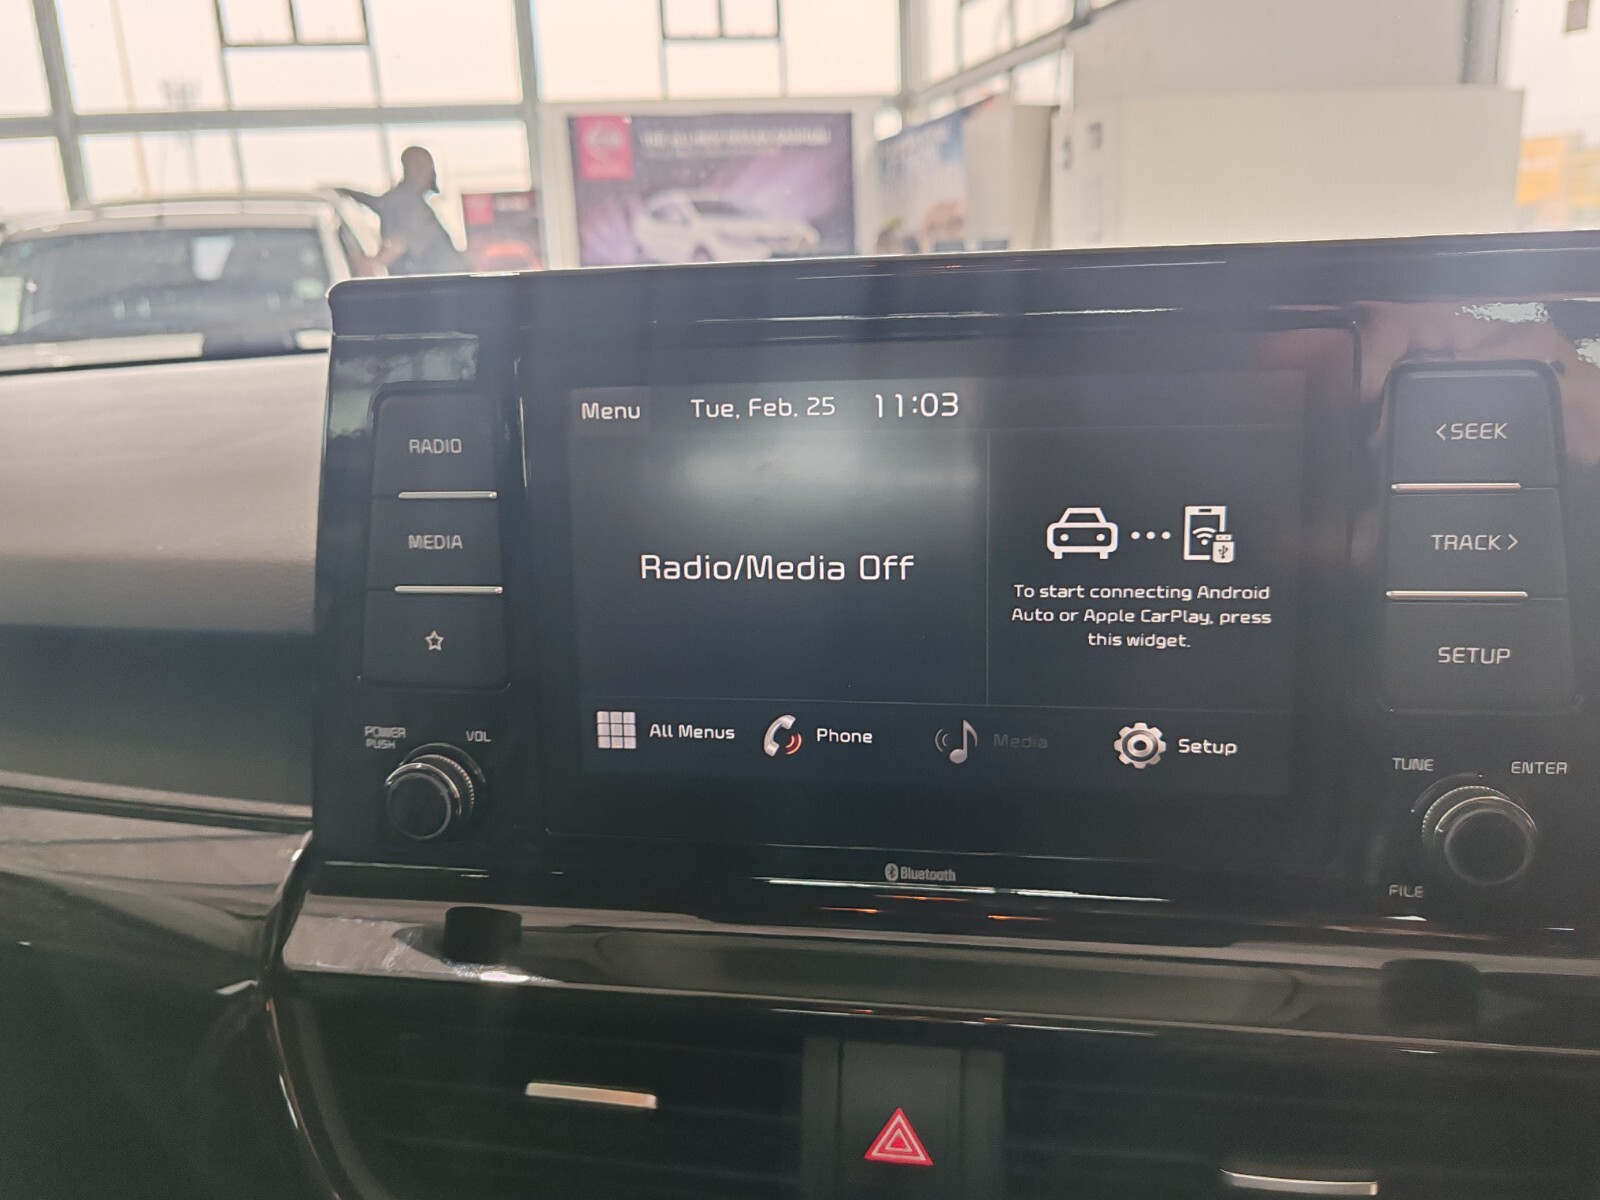 Menu
Tue, Feb. 25
11:03
RADIO
MEDIA
Radio/Media Off
To start connecting Android
Auto or Apple CarPlay, press
this widget.
<SEEK
TRACK>
SETUP
All Menus
Phone
Media
Setup
POWER
PUSH
VOL
TUNE
ENTER
FILE
Bluetooth